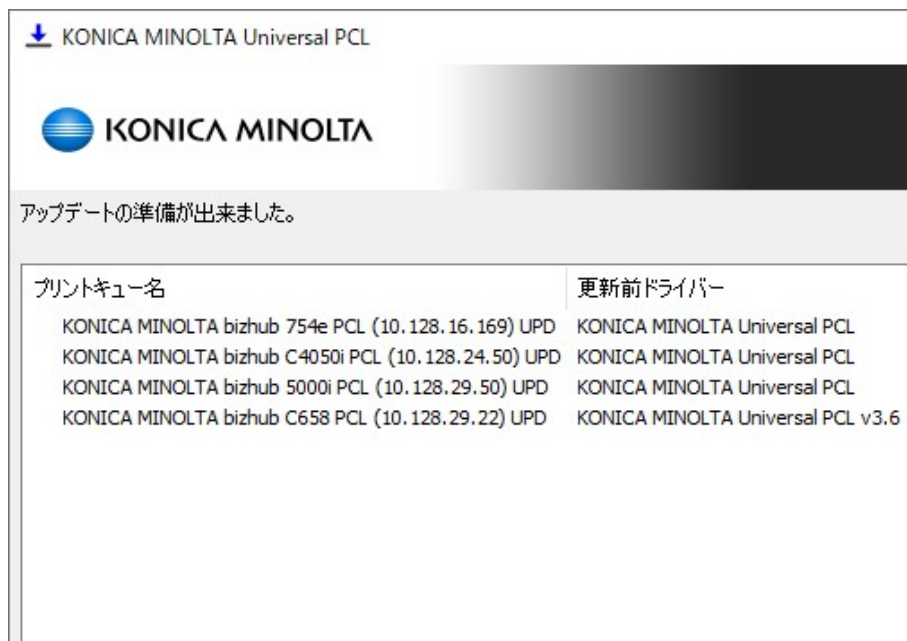 KONICA MINOLTA Universal PCL
KONICA MINOLTA
アップデートの準備が出来ました。
プリントキュー名 更新前ドライバー
KONICA MINOLTA bizhub 754e PCL (10.128.16.169) UPD KONICA MINOLTA Universal PCL
KONICA MINOLTA bizhub C4050i PCL (10.128.24.50) UPD KONICA MINOLTA Universal PCL
KONICA MINOLTA bizhub 5000i PCL (10.128.29.50) UPD KONICA MINOLTA Universal PCL
KONICA MINOLTA bizhub C658 PCL (10.128.29.22) UPD KONICA MINOLTA Universal PCL v3.6